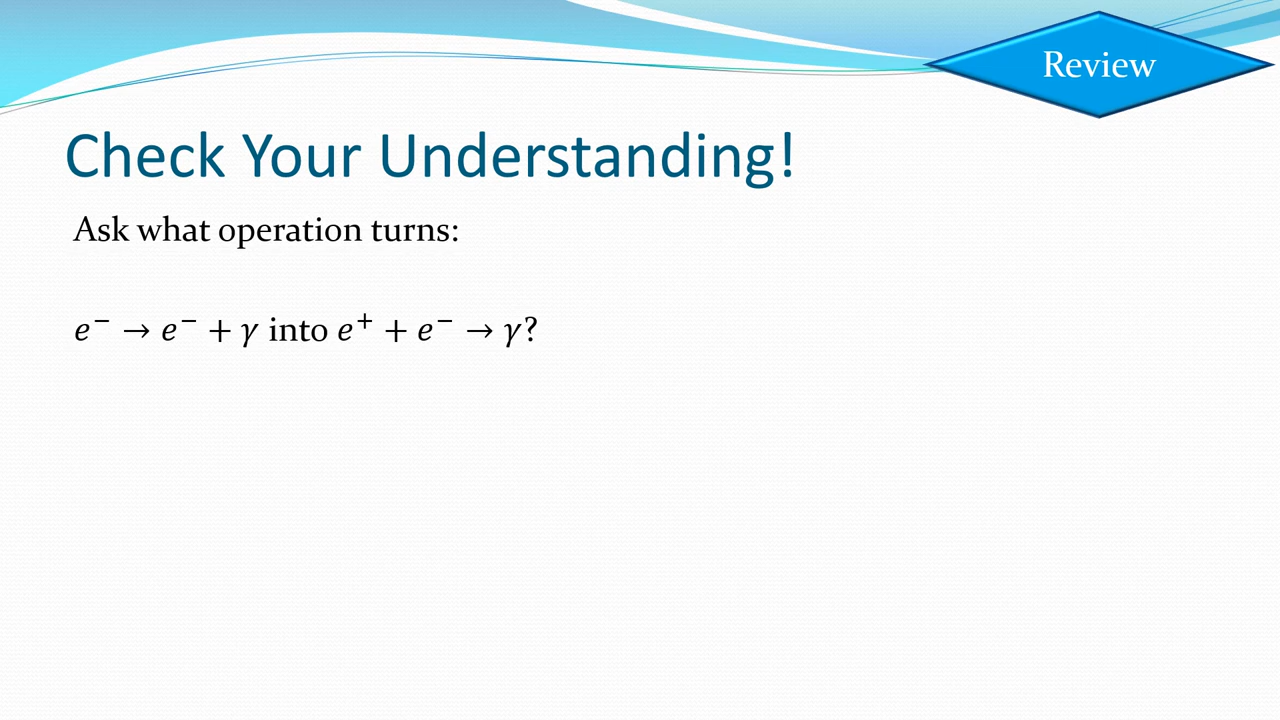 Review
Check Your Understanding!
Ask what operation turns:
𝑒⁻ → 𝑒⁻ + 𝛾 into 𝑒⁺ + 𝑒⁻ → 𝛾?